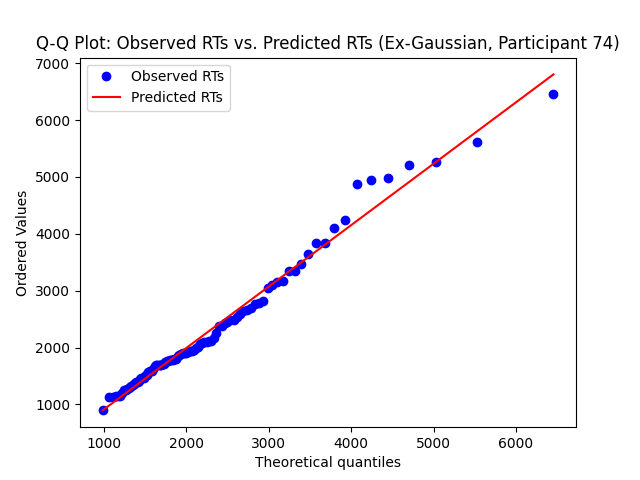 Q-Q Plot: Observed RTs vs. Predicted RTs (Ex-Gaussian, Participant 74)
Observed RTs
Predicted RTs
7000
6000
5000
4000
3000
2000
1000
Ordered Values
1000 2000 3000 4000 5000 6000
Theoretical quantiles